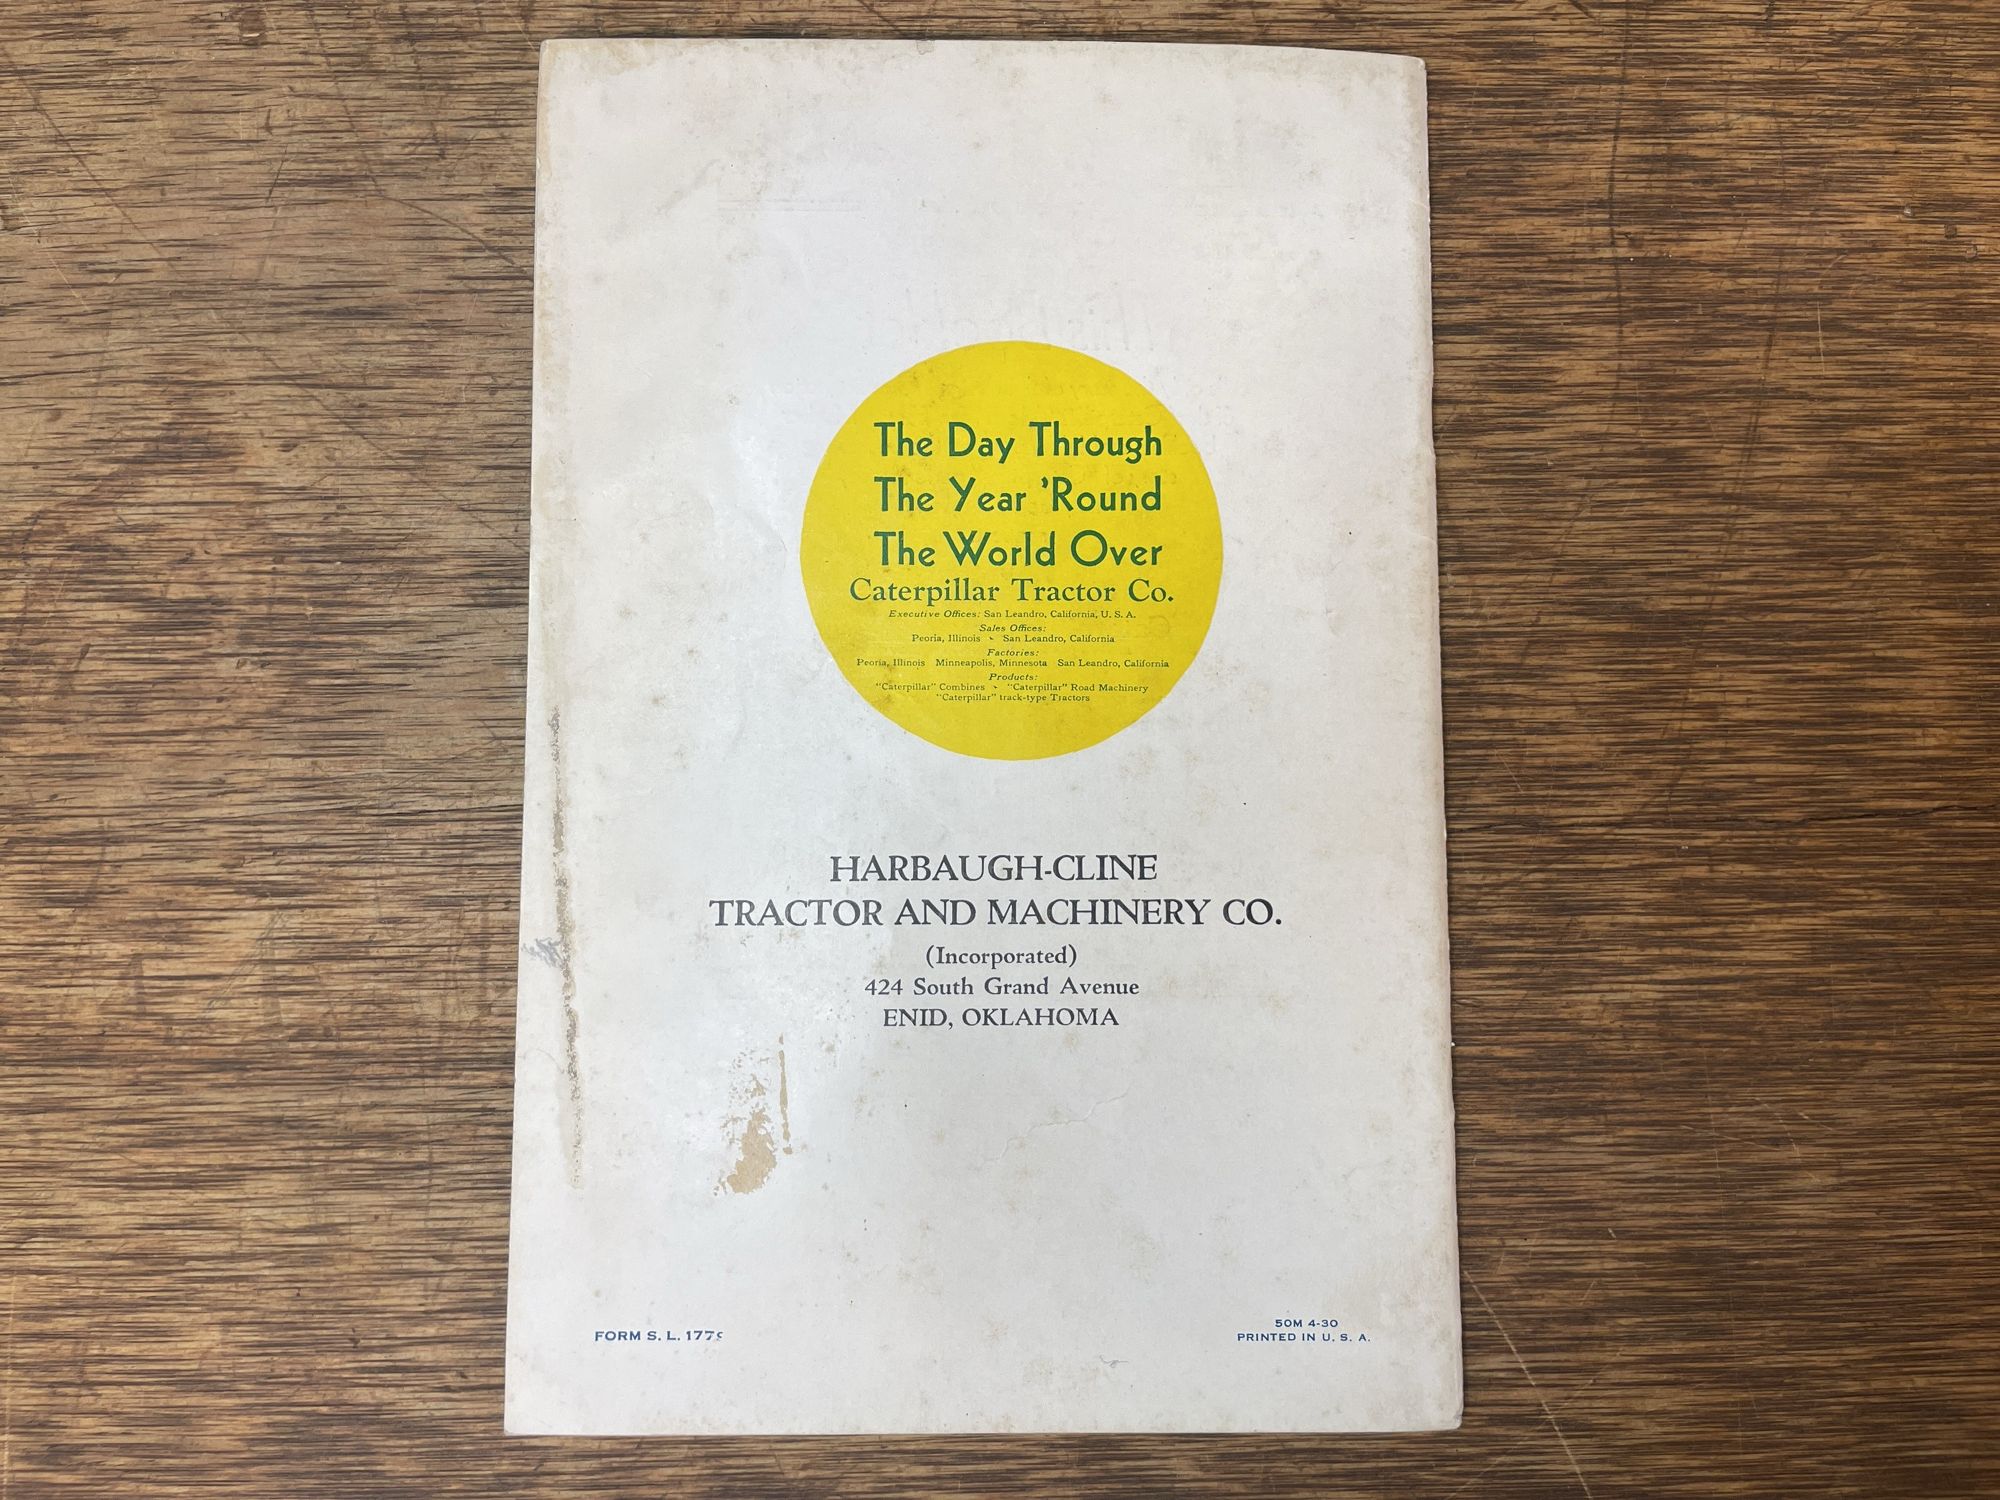 The Day Through
The Year 'Round
The World Over
Caterpillar Tractor Co.
Executive Offices: San Leandro, California, U. S. A.
Sales Offices:
Peoria, Illinois San Leandro, California
Factories:
Peoria, Illinois Minneapolis, Minnesota San Leandro, California
Products:
"Caterpillar" Combines "Caterpillar" Road Machinery
"Caterpillar" track-type Tractors
HARBAUGH-CLINE
TRACTOR AND MACHINERY CO.
(Incorporated)
424 South Grand Avenue
ENID, OKLAHOMA
FORM S. L.
50M 4-30
PRINTED IN U. S. A.